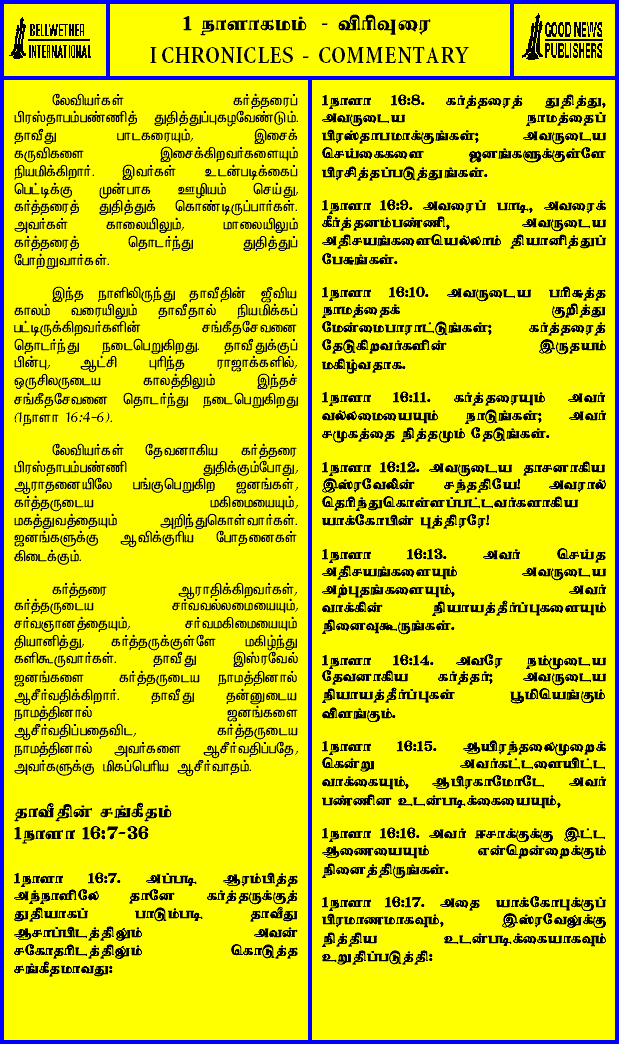 BELLWETHER
INTERNATIONAL
1 நாளாகமம் - விரிவுரை
I CHRONICLES - COMMENTARY
GOOD NEWS
PUBLISHERS
லேவியர்கள் கர்த்தரைப்
பிரஸ்தாபம்பண்ணித் துதித்துப்புகழவேண்டும்.
தாவீது பாடகரையும், இசைக்
கருவிகளை இசைக்கிறவர்களையும்
நியமிக்கிறார். இவர்கள் உடன்படிக்கைப்
பெட்டிக்கு முன்பாக ஊழியம் செய்து,
கர்த்தரைத் துதித்துக் கொண்டிருப்பார்கள்.
அவர்கள் காலையிலும், மாலையிலும்
கர்த்தரைத் தொடர்ந்து துதித்துப்
போற்றுவார்கள்.
இந்த நாளிலிருந்து தாவீதின் ஜீவிய
காலம் வரையிலும் தாவீதால் நியமிக்கப்
பட்டிருக்கிறவர்களின் சங்கீதசேவனை
தொடர்ந்து நடைபெறுகிறது. தாவீதுக்குப்
பின்பு, ஆட்சி புரிந்த ராஜாக்களில்,
ஒருசிலருடைய காலத்திலும் இந்தச்
சங்கீதசேவனை தொடர்ந்து நடைபெறுகிறது
(1நாளா 16:4-6).
லேவியர்கள் தேவனாகிய கர்த்தரை
பிரஸ்தாபம்பண்ணி துதிக்கும்போது,
ஆராதனையிலே பங்குபெறுகிற ஜனங்கள்,
கர்த்தருடைய மகிமையையும்,
மகத்துவத்தையும் அறிந்துகொள்வார்கள்.
ஜனங்களுக்கு ஆவிக்குரிய போதனைகள்
கிடைக்கும்.
கர்த்தரை ஆராதிக்கிறவர்கள்,
கர்த்தருடைய சர்வவல்லமையையும்,
சர்வஞானத்தையும், சர்வமகிமையையும்
தியானித்து, கர்த்தருக்குள்ளே மகிழ்ந்து
களிகூருவார்கள். தாவீது இஸ்ரவேல்
ஜனங்களை கர்த்தருடைய நாமத்தினால்
ஆசீர்வதிக்கிறார். தாவீது தன்னுடைய
நாமத்தினால் ஜனங்களை
ஆசீர்வதிப்பதைவிட, கர்த்தருடைய
நாமத்தினால் அவர்களை ஆசீர்வதிப்பதே,
அவர்களுக்கு மிகப்பெரிய ஆசீர்வாதம்.
தாவீதின் சங்கீதம்
1நாளா 16:7-36
1நாளா 16:7. அப்படி ஆரம்பித்த
அந்நாளிலே தானே கர்த்தருக்குத்
துதியாகப் பாடும்படி தாவீது
ஆசாப்பிடத்திலும் அவன்
சகோதரிடத்திலும் கொடுத்த
சங்கீதமாவது:
1நாளா 16:8. கர்த்தரைத் துதித்து,
அவருடைய நாமத்தைப்
பிரஸ்தாபமாக்குங்கள்; அவருடைய
செய்கைகளை ஜனங்களுக்குள்ளே
பிரசித்தப்படுத்துங்கள்.
1நாளா 16:9. அவரைப் பாடி, அவரைக்
கீர்த்தனம்பண்ணி, அவருடைய
அதிசயங்களையெல்லாம் தியானித்துப்
பேசுங்கள்.
1நாளா 16:10. அவருடைய பரிசுத்த
நாமத்தைக் குறித்து
மேன்மைபாராட்டுங்கள்; கர்த்தரைத்
தேடுகிறவர்களின் இருதயம்
மகிழ்வதாக.
1நாளா 16:11. கர்த்தரையும் அவர்
வல்லமையையும் நாடுங்கள்; அவர்
சமுகத்தை நித்தமும் தேடுங்கள்.
1நாளா 16:12. அவருடைய தாசனாகிய
இஸ்ரவேலின் சந்ததியே! அவரால்
தெரிந்துகொள்ளப்பட்டவர்களாகிய
யாக்கோபின் புத்திரரே!
1நாளா 16:13. அவர் செய்த
அதிசயங்களையும் அவருடைய
அற்புதங்களையும், அவர்
வாக்கின் நியாயத்தீர்ப்புகளையும்
நினைவுகூருங்கள்.
1நாளா 16:14. அவரே நம்முடைய
தேவனாகிய கர்த்தர்; அவருடைய
நியாயத்தீர்ப்புகள் பூமியெங்கும்
விளங்கும்.
1நாளா 16:15. ஆயிரந்தலைமுறைக்
கென்று அவர்கட்டளையிட்ட
வாக்கையும், ஆபிரகாமோடே அவர்
பண்ணின உடன்படிக்கையையும்,
1நாளா 16:16. அவர் ஈசாக்குக்கு இட்ட
ஆணையையும் என்றென்றைக்கும்
நினைத்திருங்கள்.
1நாளா 16:17. அதை யாக்கோபுக்குப்
பிரமாணமாகவும், இஸ்ரவேலுக்கு
நித்திய உடன்படிக்கையாகவும்
உறுதிப்படுத்தி: